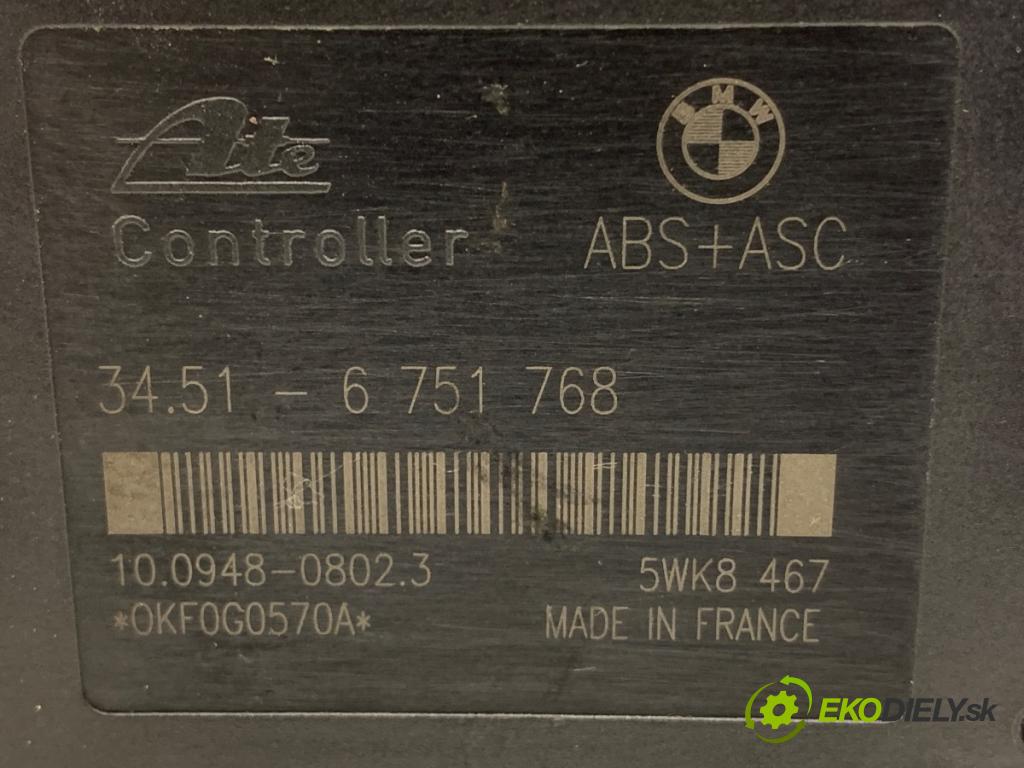 Ate
BMW
Controller ABS+ASC
34.51 - 6 751 768
10.0948-0802.3 5WK8 467
*0KF0G0570A* MADE IN FRANCE
EKODIELY.sk